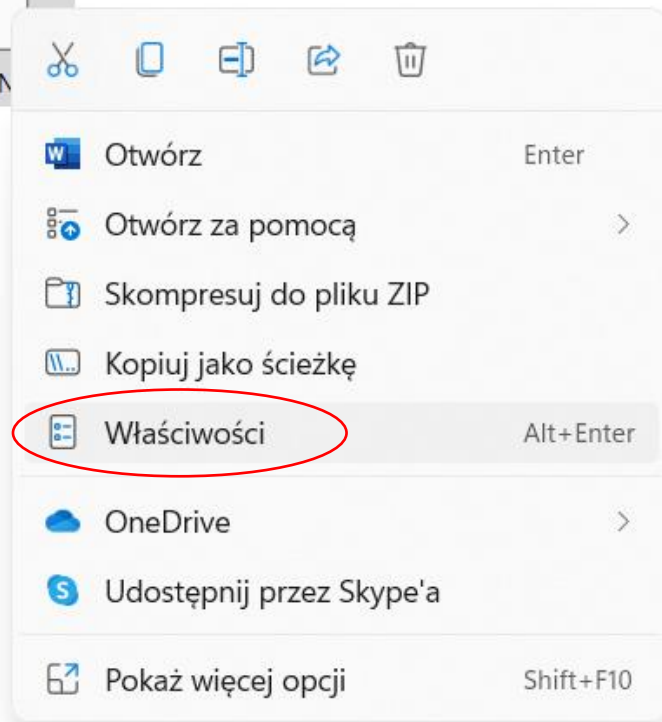 Otwórz Enter
Otwórz za pomocą
Skompresuj do pliku ZIP
Kopiuj jako ścieżkę
Właściwości Alt+Enter
OneDrive
Udostępnij przez Skype'a
Pokaż więcej opcji Shift+F10